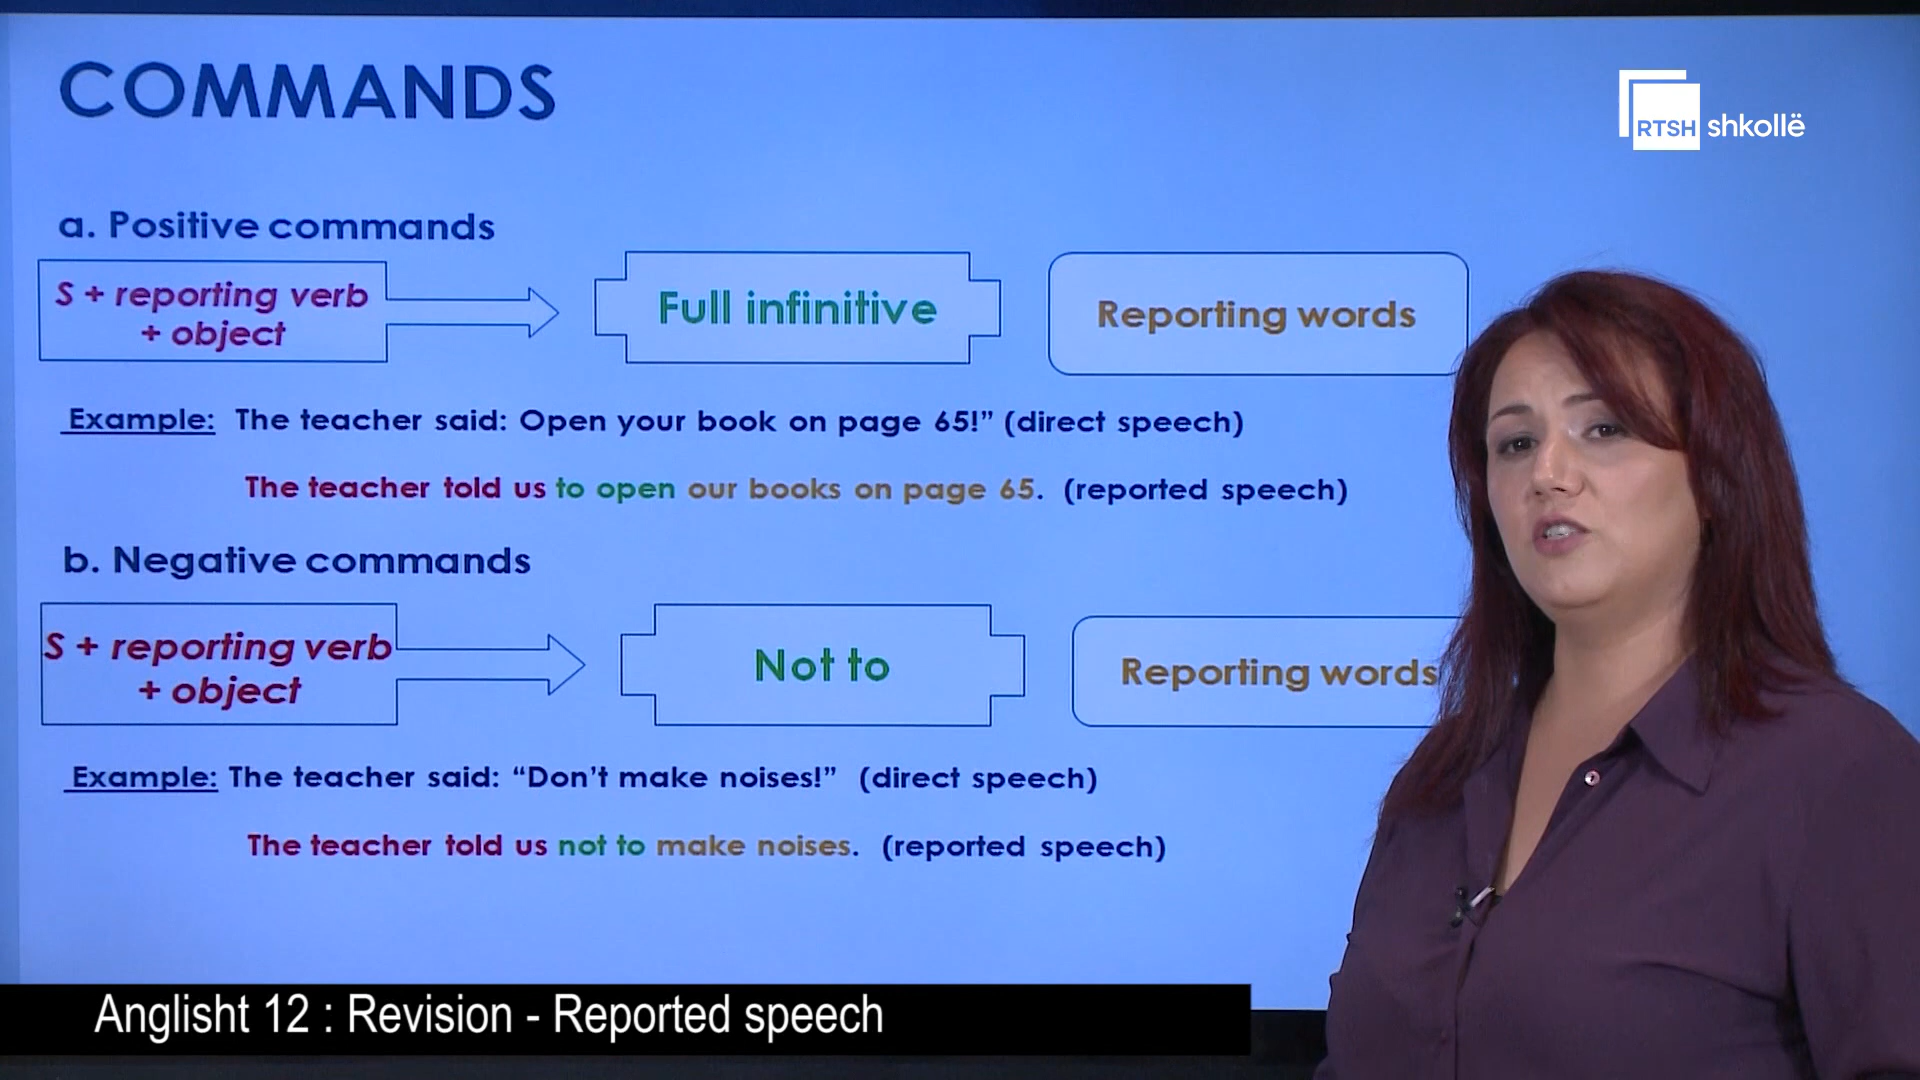 COMMANDS
RTSH shkollë
a. Positive commands
S + reporting verb
+ object
Full infinitive
Reporting words
Example: The teacher said: Open your book on page 65!” (direct speech)
The teacher told us to open our books on page 65. (reported speech)
b. Negative commands
S + reporting verb
+ object
Not to
Reporting words
Example: The teacher said: “Don’t make noises!” (direct speech)
The teacher told us not to make noises. (reported speech)
Anglisht 12 : Revision - Reported speech